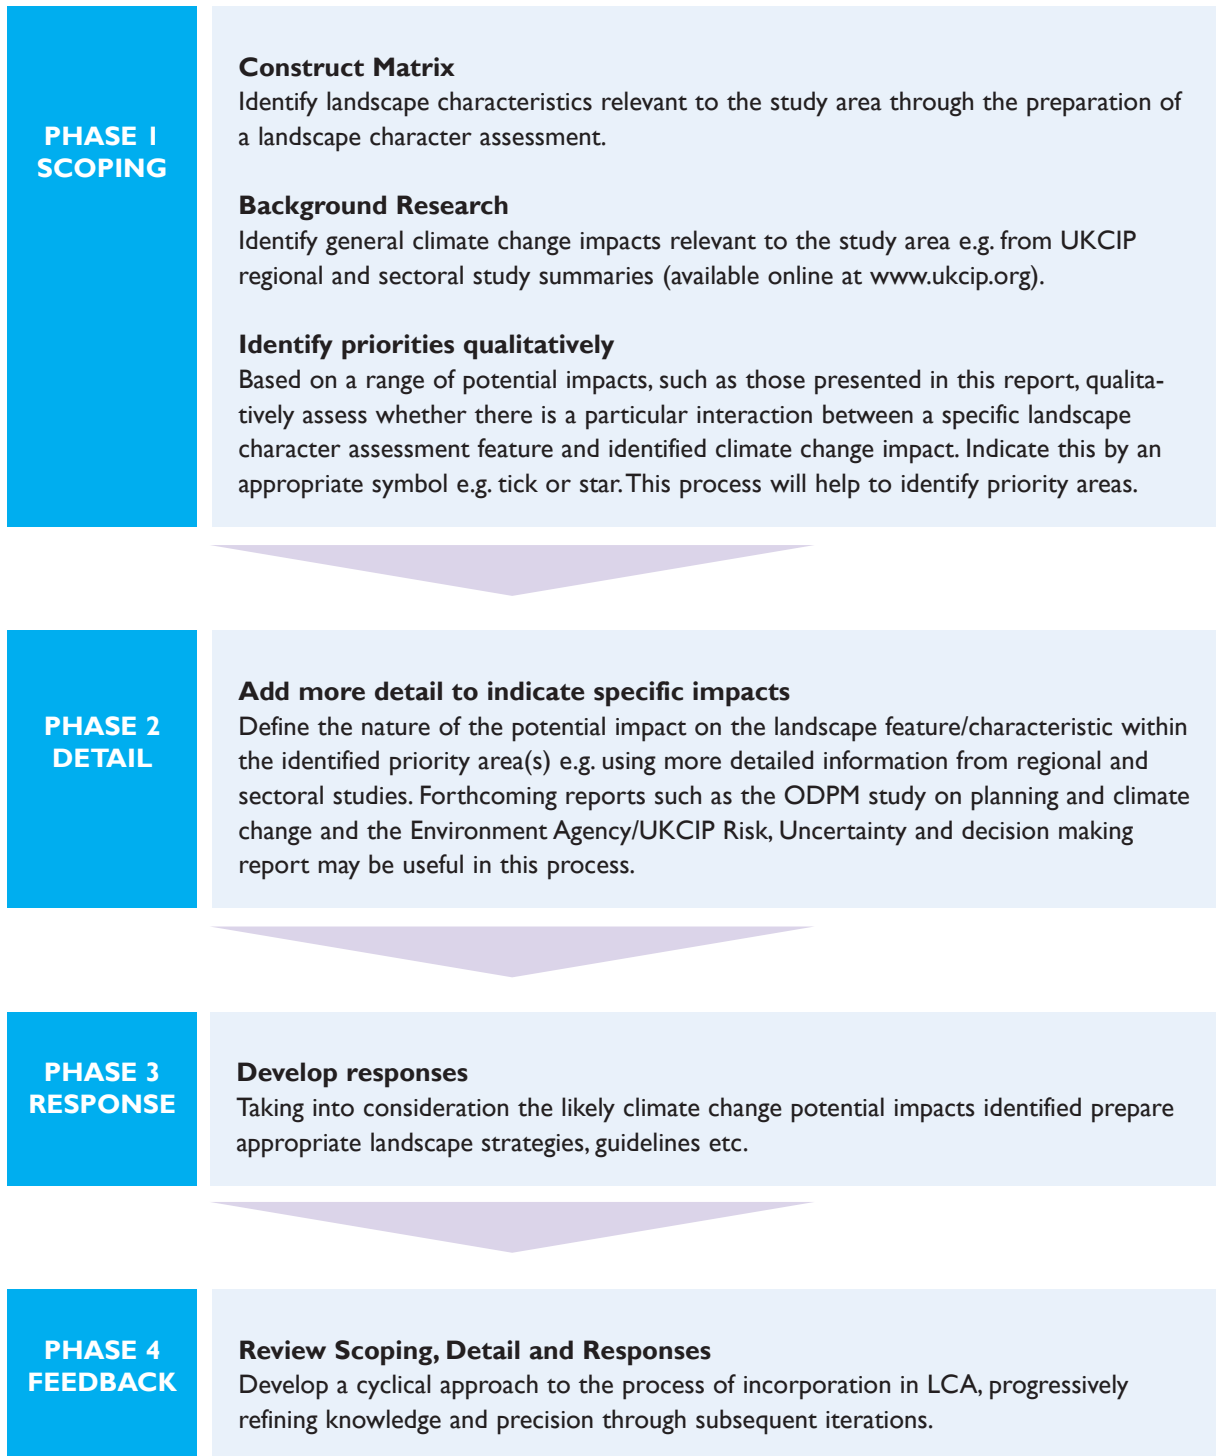 PHASE 1
SCOPING
Construct Matrix
Identify landscape characteristics relevant to the study area through the preparation of
a landscape character assessment.
Background Research
Identify general climate change impacts relevant to the study area e.g. from UKCIP
regional and sectoral study summaries (available online at www.ukcip.org).
Identify priorities qualitatively
Based on a range of potential impacts, such as those presented in this report, qualita-
tively assess whether there is a particular interaction between a specific landscape
character assessment feature and identified climate change impact. Indicate this by an
appropriate symbol e.g. tick or star. This process will help to identify priority areas.
PHASE 2
DETAIL
Add more detail to indicate specific impacts
Define the nature of the potential impact on the landscape feature/characteristic within
the identified priority area(s) e.g. using more detailed information from regional and
sectoral studies. Forthcoming reports such as the ODPM study on planning and climate
change and the Environment Agency/UKCIP Risk, Uncertainty and decision making
report may be useful in this process.
PHASE 3
RESPONSE
Develop responses
Taking into consideration the likely climate change potential impacts identified prepare
appropriate landscape strategies, guidelines etc.
PHASE 4
FEEDBACK
Review Scoping, Detail and Responses
Develop a cyclical approach to the process of incorporation in LCA, progressively
refining knowledge and precision through subsequent iterations.